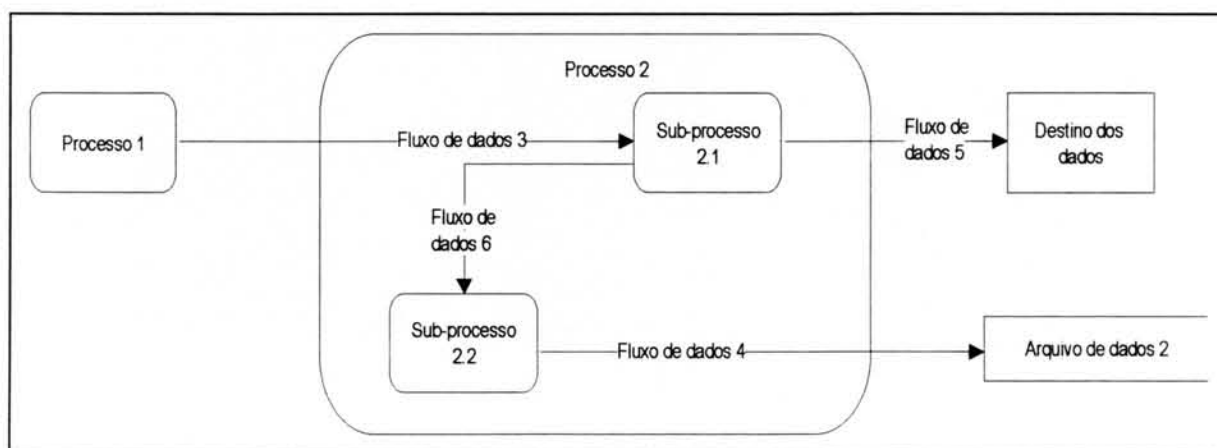 Processo 2
Processo 1
Fluxo de dados 3
Sub-processo
2.1
Fluxo de
dados 5
Destino dos
dados
Fluxo de
dados 6
Sub-processo
2.2
Fluxo de dados 4
Arquivo de dados 2